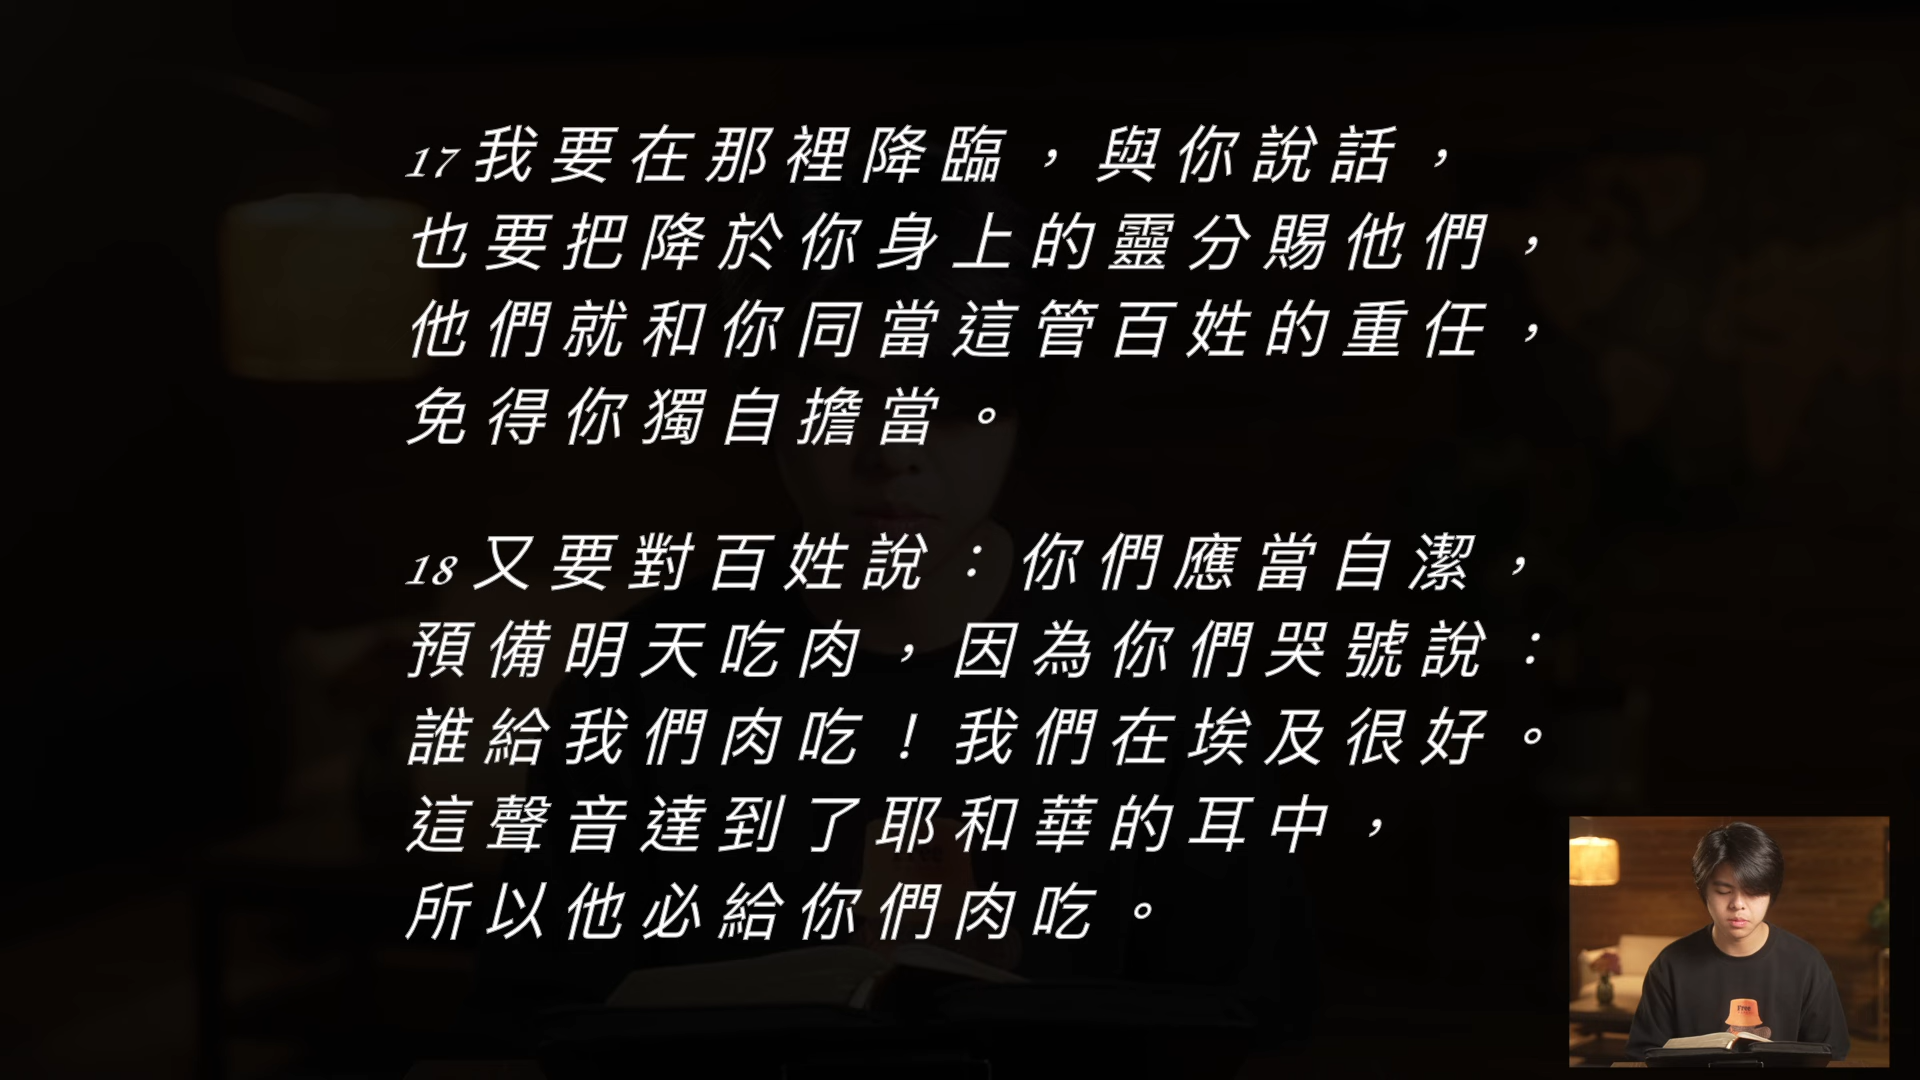 17 我要在那裡降臨，與你說話，
也要把降於你身上的靈分賜他們，
他們就和你同當這管百姓的重任，
免得你獨自擔當。
18 又要對百姓說：你們應當自潔，
預備明天吃肉，因為你們哭號說：
誰給我們肉吃！我們在埃及很好。
這聲音達到了耶和華的耳中，
所以他必給你們肉吃。
Free